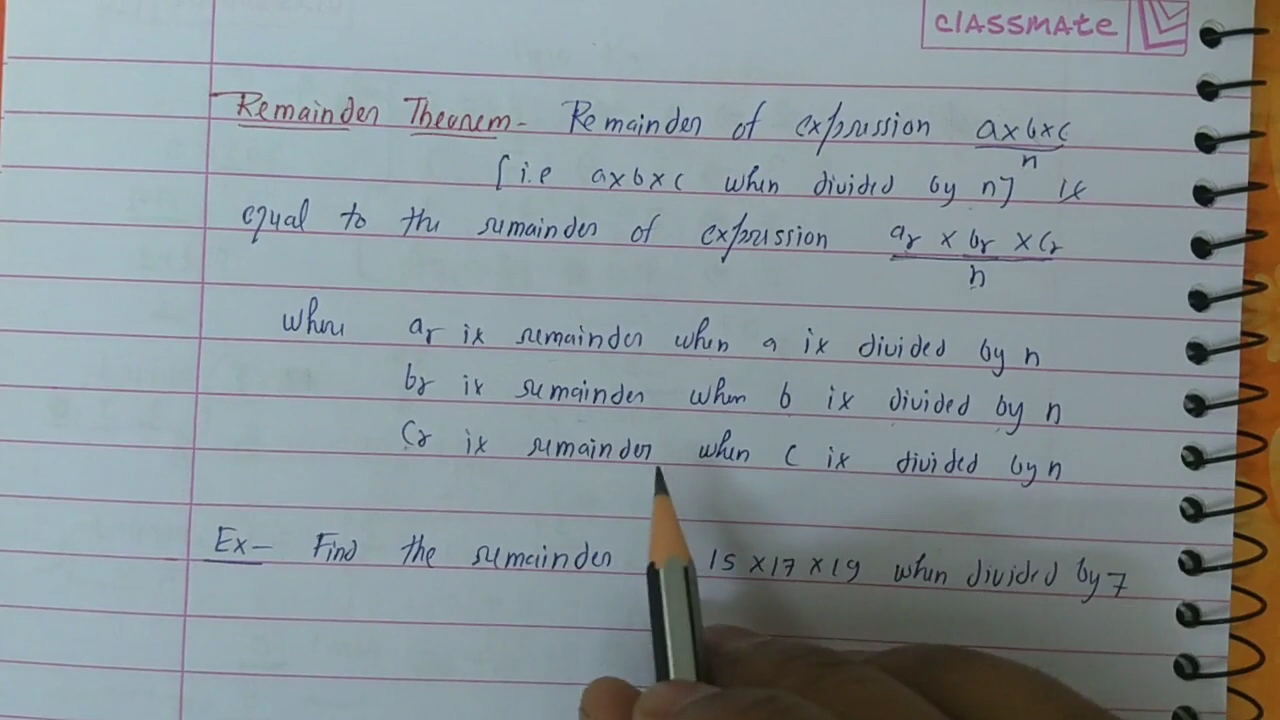 classmate
Remainder Theorem - Remainder of expression a×b×c / n
[i.e a×b×c when divided by n] is
equal to the remainder of expression ar × br × cr / n
Where ar is remainder when a is divided by n
br is remainder when b is divided by n
Cr is remainder when c is divided by n
Ex- Find the remainder 15×17×19 when divided by 7